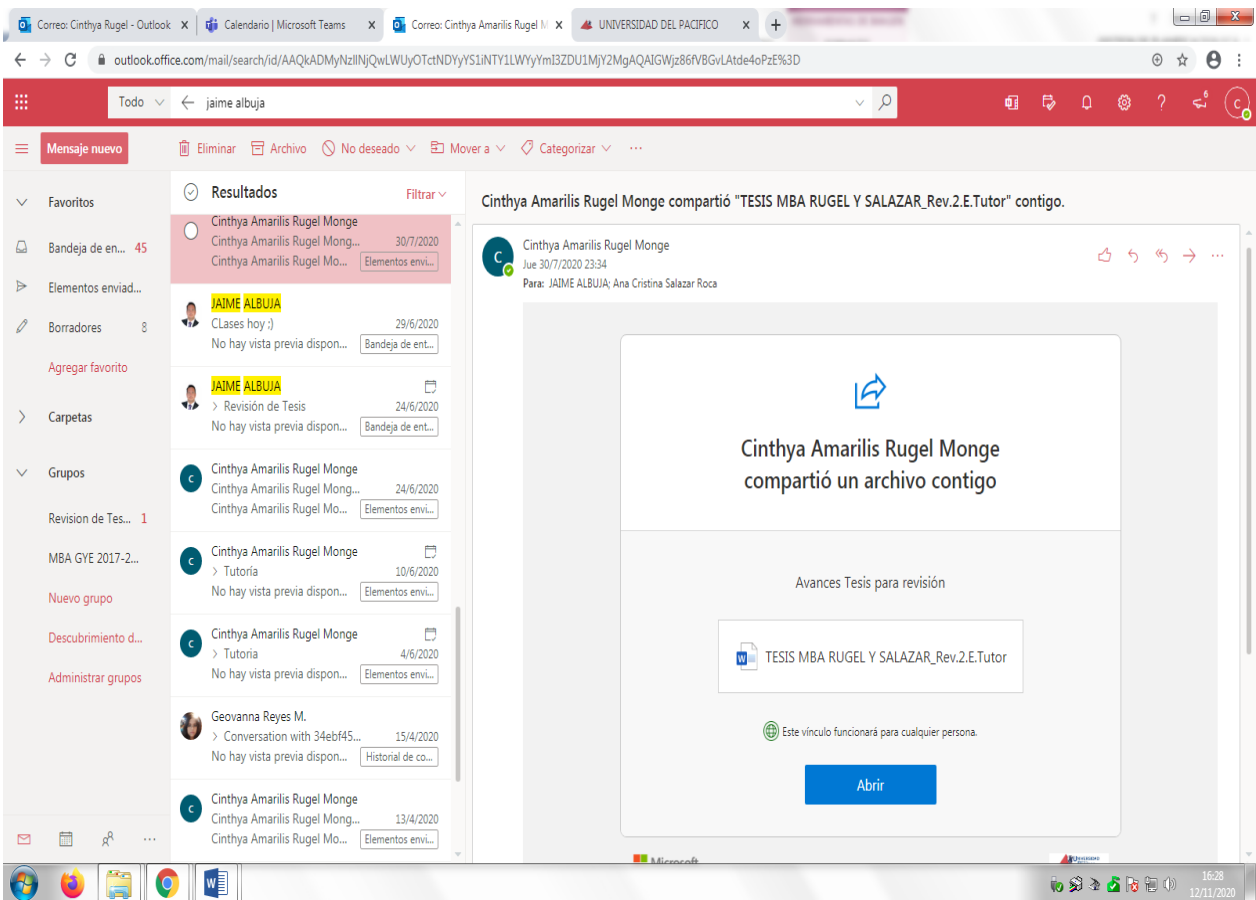 Correo: Cinthya Rugel - Outlook
Calendario | Microsoft Teams
Correo: Cinthya Amarilis Rugel M
UNIVERSIDAD DEL PACIFICO
outlook.office.com/mail/search/id/AAQkADMyNzllNjQwLWUyOTctNDYyYS1iNTY1LWYyYmI3ZDU1MjY2MgAQAIGWjz86fVBGvLAtde4oPzE%3D
Todo
jaime albuja
6
C
Mensaje nuevo
Eliminar
Archivo
No deseado
Mover a
Categorizar
Favoritos
Bandeja de en... 45
Elementos enviad...
Borradores 8
Agregar favorito
Carpetas
Grupos
Revision de Tes... 1
MBA GYE 2017-2...
Nuevo grupo
Descubrimiento d...
Administrar grupos
Resultados
Filtrar
Cinthya Amarilis Rugel Monge
Cinthya Amarilis Rugel Mong... 30/7/2020
Cinthya Amarilis Rugel Mo... Elementos envi...
JAIME ALBUJA
CLases hoy ;) 29/6/2020
No hay vista previa dispon... Bandeja de ent...
JAIME ALBUJA
> Revisión de Tesis 24/6/2020
No hay vista previa dispon... Bandeja de ent...
C
Cinthya Amarilis Rugel Monge
Cinthya Amarilis Rugel Mong... 24/6/2020
Cinthya Amarilis Rugel Mo... Elementos envi...
C
Cinthya Amarilis Rugel Monge
> Tutoría 10/6/2020
No hay vista previa dispon... Elementos envi...
C
Cinthya Amarilis Rugel Monge
> Tutoria 4/6/2020
No hay vista previa dispon... Elementos envi...
Geovanna Reyes M.
> Conversation with 34ebf45... 15/4/2020
No hay vista previa dispon... Historial de co...
C
Cinthya Amarilis Rugel Monge
Cinthya Amarilis Rugel Mong... 13/4/2020
Cinthya Amarilis Rugel Mo... Elementos envi...
Cinthya Amarilis Rugel Monge compartió "TESIS MBA RUGEL Y SALAZAR_Rev.2.E.Tutor" contigo.
C
Cinthya Amarilis Rugel Monge
Jue 30/7/2020 23:34
Para: JAIME ALBUJA; Ana Cristina Salazar Roca
Cinthya Amarilis Rugel Monge
compartió un archivo contigo
Avances Tesis para revisión
TESIS MBA RUGEL Y SALAZAR_Rev.2.E.Tutor
Este vínculo funcionará para cualquier persona.
Abrir
Microsoft
16:28
12/11/2020